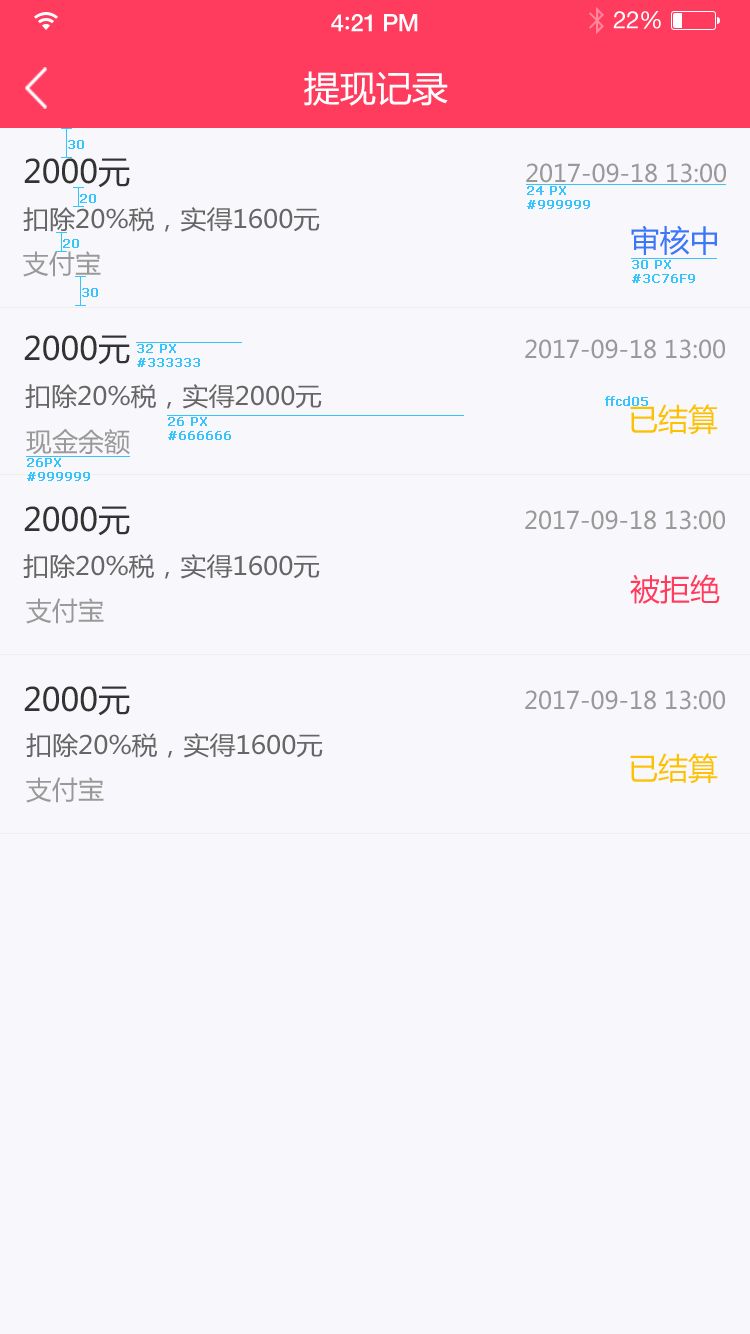 4:21 PM
22%
提现记录
30
2000元
2017-09-18 13:00
20
24 PX
#999999
扣除20%税，实得1600元
20
审核中
支付宝
30 PX
#3C76F9
30
2000元
2017-09-18 13:00
32 PX
#333333
扣除20%税，实得2000元
ffcd05
已结算
26 PX
#666666
现金余额
26PX
#999999
2000元
2017-09-18 13:00
扣除20%税，实得1600元
被拒绝
支付宝
2000元
2017-09-18 13:00
扣除20%税，实得1600元
已结算
支付宝